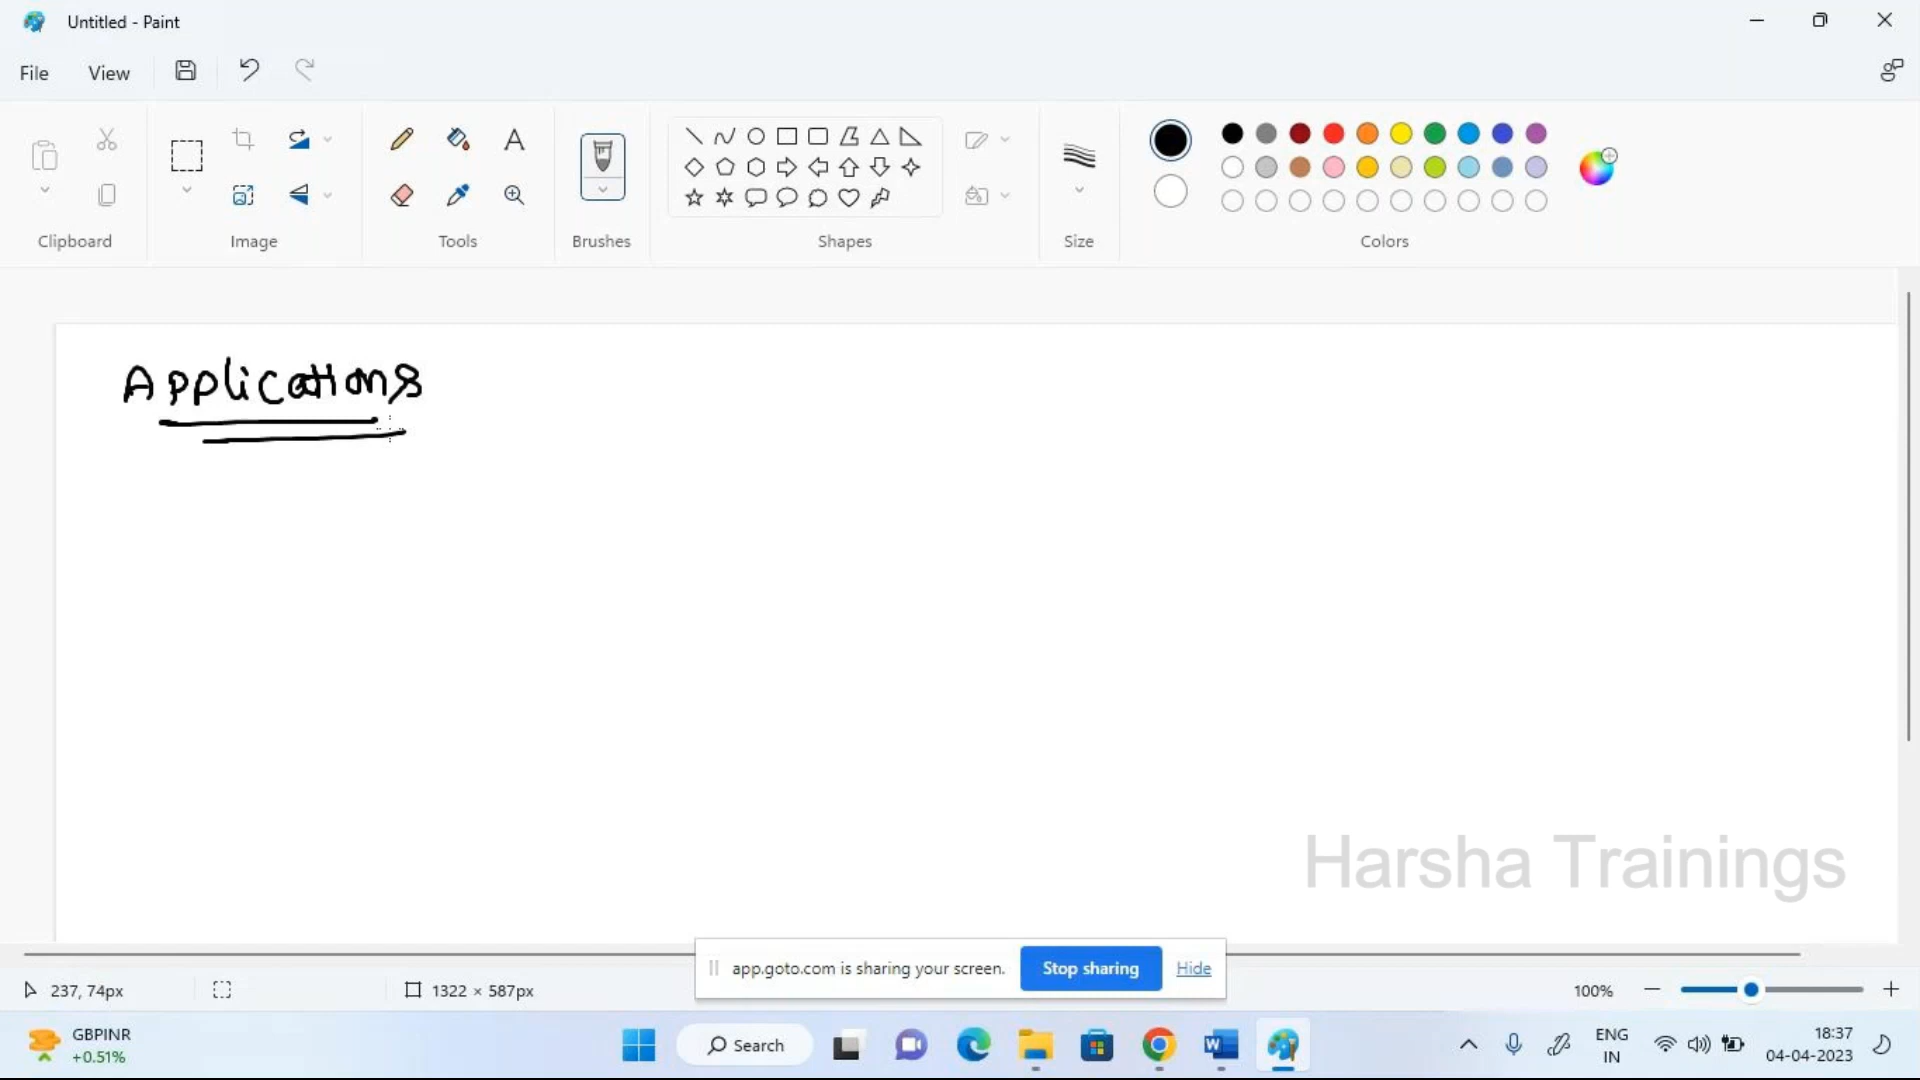 Untitled - Paint
File View
Clipboard Image Tools Brushes Shapes Size Colors
Applications
Harsha Trainings
app.goto.com is sharing your screen. Stop sharing Hide
237, 74px 1322 × 587px 100%
GBPINR
+0.51%
Search
ENG
IN
18:37
04-04-2023